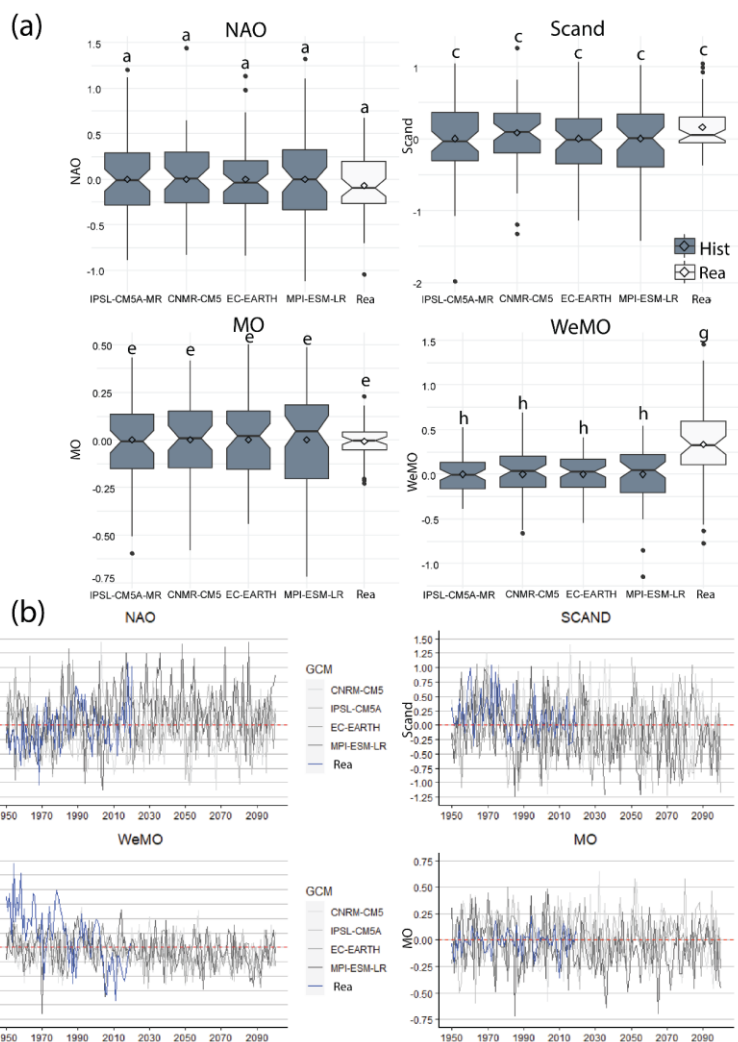 (a)
NAO
Scand
a a a a a
c c c c c
1.5
1.0
0.5
0.0
-0.5
-1.0
NAO
1
0
-1
-2
Scand
Hist
Rea
IPSL-CM5A-MR CNMR-CM5 EC-EARTH MPI-ESM-LR Rea
IPSL-CM5A-MR CNMR-CM5 EC-EARTH MPI-ESM-LR Rea
MO
WeMO
e e e e e
h h h h g
0.50
0.25
0.00
-0.25
-0.50
-0.75
MO
1.5
1.0
0.5
0.0
-0.5
-1.0
WeMO
IPSL-CM5A-MR CNMR-CM5 EC-EARTH MPI-ESM-LR Rea
IPSL-CM5A-MR CNMR-CM5 EC-EARTH MPI-ESM-LR Rea
(b)
NAO
950 1970 1990 2010 2030 2050 2070 2090
GCM
CNRM-CM5
IPSL-CM5A
EC-EARTH
MPI-ESM-LR
Rea
SCAND
1.50
1.25
1.00
0.75
0.50
0.25
0.00
-0.25
-0.50
-0.75
-1.00
-1.25
Scand
1950 1970 1990 2010 2030 2050 2070 2090
WeMO
950 1970 1990 2010 2030 2050 2070 2090
GCM
CNRM-CM5
IPSL-CM5A
EC-EARTH
MPI-ESM-LR
Rea
MO
0.75
0.50
0.25
0.00
-0.25
-0.50
-0.75
MO
1950 1970 1990 2010 2030 2050 2070 2090